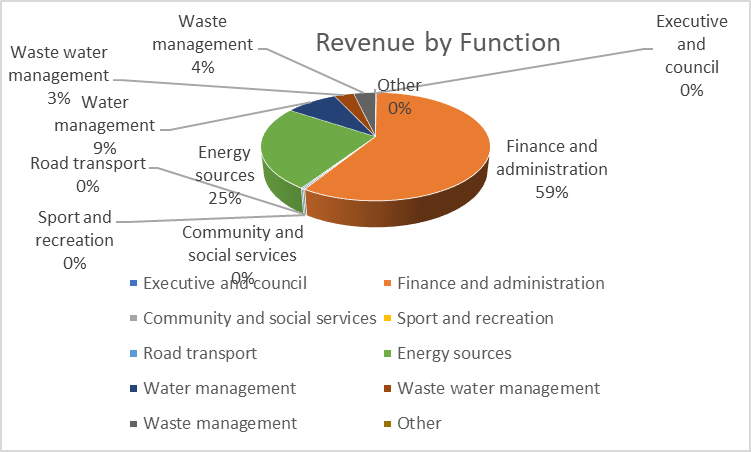 Revenue by Function
Executive
and
council
0%
Waste
management
4%
Waste water
management
3%
Other
0%
Water
management
9%
Finance and
administration
59%
Energy
sources
25%
Road transport
0%
Sport and
recreation
0%
Community and
social services
0%
Executive and council
Finance and administration
Community and social services
Sport and recreation
Road transport
Energy sources
Water management
Waste water management
Waste management
Other